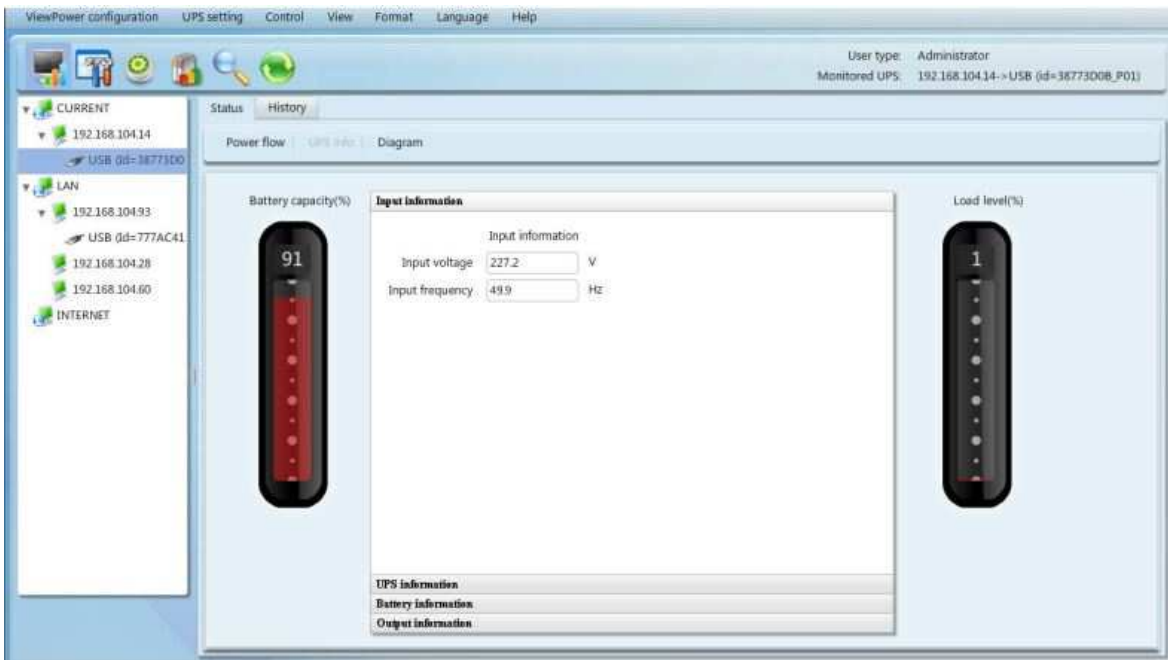 ViewPower configuration UPS setting Control View Format Language Help
User type: Administrator
Monitored UPS: 192.168.104.14->USB (id=38773D0B_P01)
CURRENT
192.168.104.14
USB (id=38773D0
LAN
192.168.104.93
USB (id=777AC41
192.168.104.28
192.168.104.60
INTERNET
Status History
Power flow UPS info Diagram
Battery capacity(%)
91
Input information
Input information
Input voltage 227.2 V
Input frequency 49.9 Hz
UPS information
Battery information
Output information
Load level(%)
1